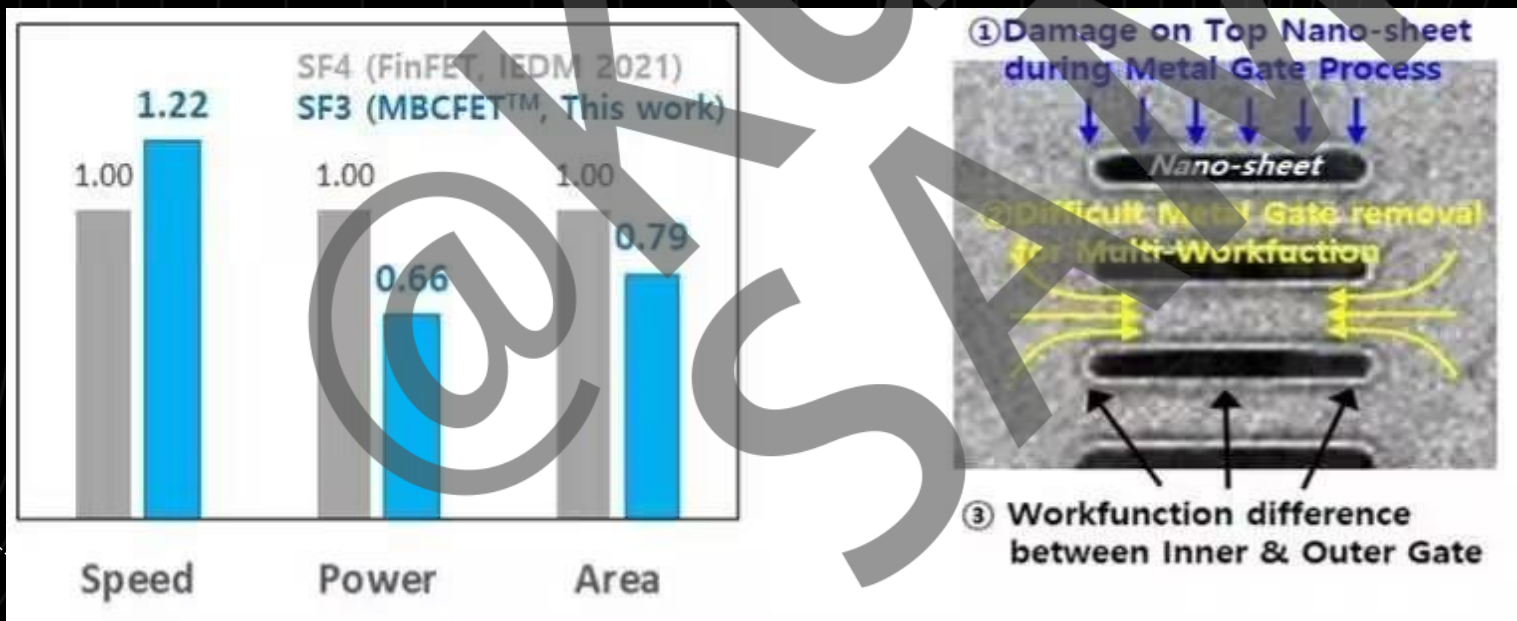 SF4 (FinFET, IEDM 2021)
SF3 (MBCFET™, This work)
1.00
1.22
1.00
0.66
1.00
0.79
Speed
Power
Area
①Damage on Top Nano-sheet
during Metal Gate Process
Nano-sheet
②Difficult Metal Gate removal
for Multi-Workfuction
③ Workfunction difference
between Inner & Outer Gate